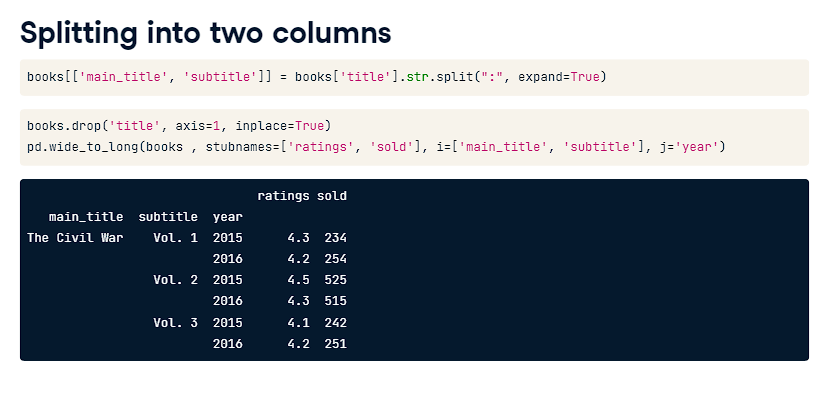 Splitting into two columns
books[['main_title', 'subtitle']] = books['title'].str.split(":", expand=True)
books.drop('title', axis=1, inplace=True)
pd.wide_to_long(books , stubnames=['ratings', 'sold'], i=['main_title', 'subtitle'], j='year')
ratings sold
main_title subtitle year
The Civil War Vol. 1 2015 4.3 234
2016 4.2 254
Vol. 2 2015 4.5 525
2016 4.3 515
Vol. 3 2015 4.1 242
2016 4.2 251